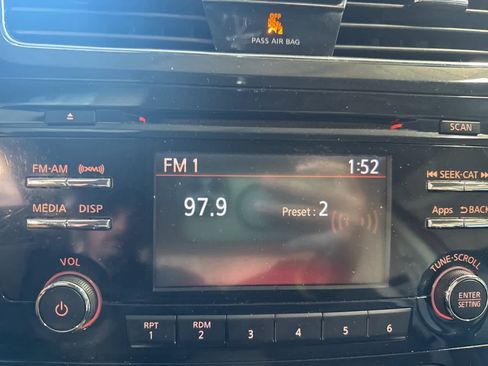 PASS AIR BAG
SCAN
FM·AM
(xm)
FM 1 1:52
SEEK·CAT
97.9 Preset : 2
MEDIA DISP
Apps BACK
VOL
TUNE·SCROLL
ENTER
SETTING
RPT
1
RDM
2
3
4
5
6